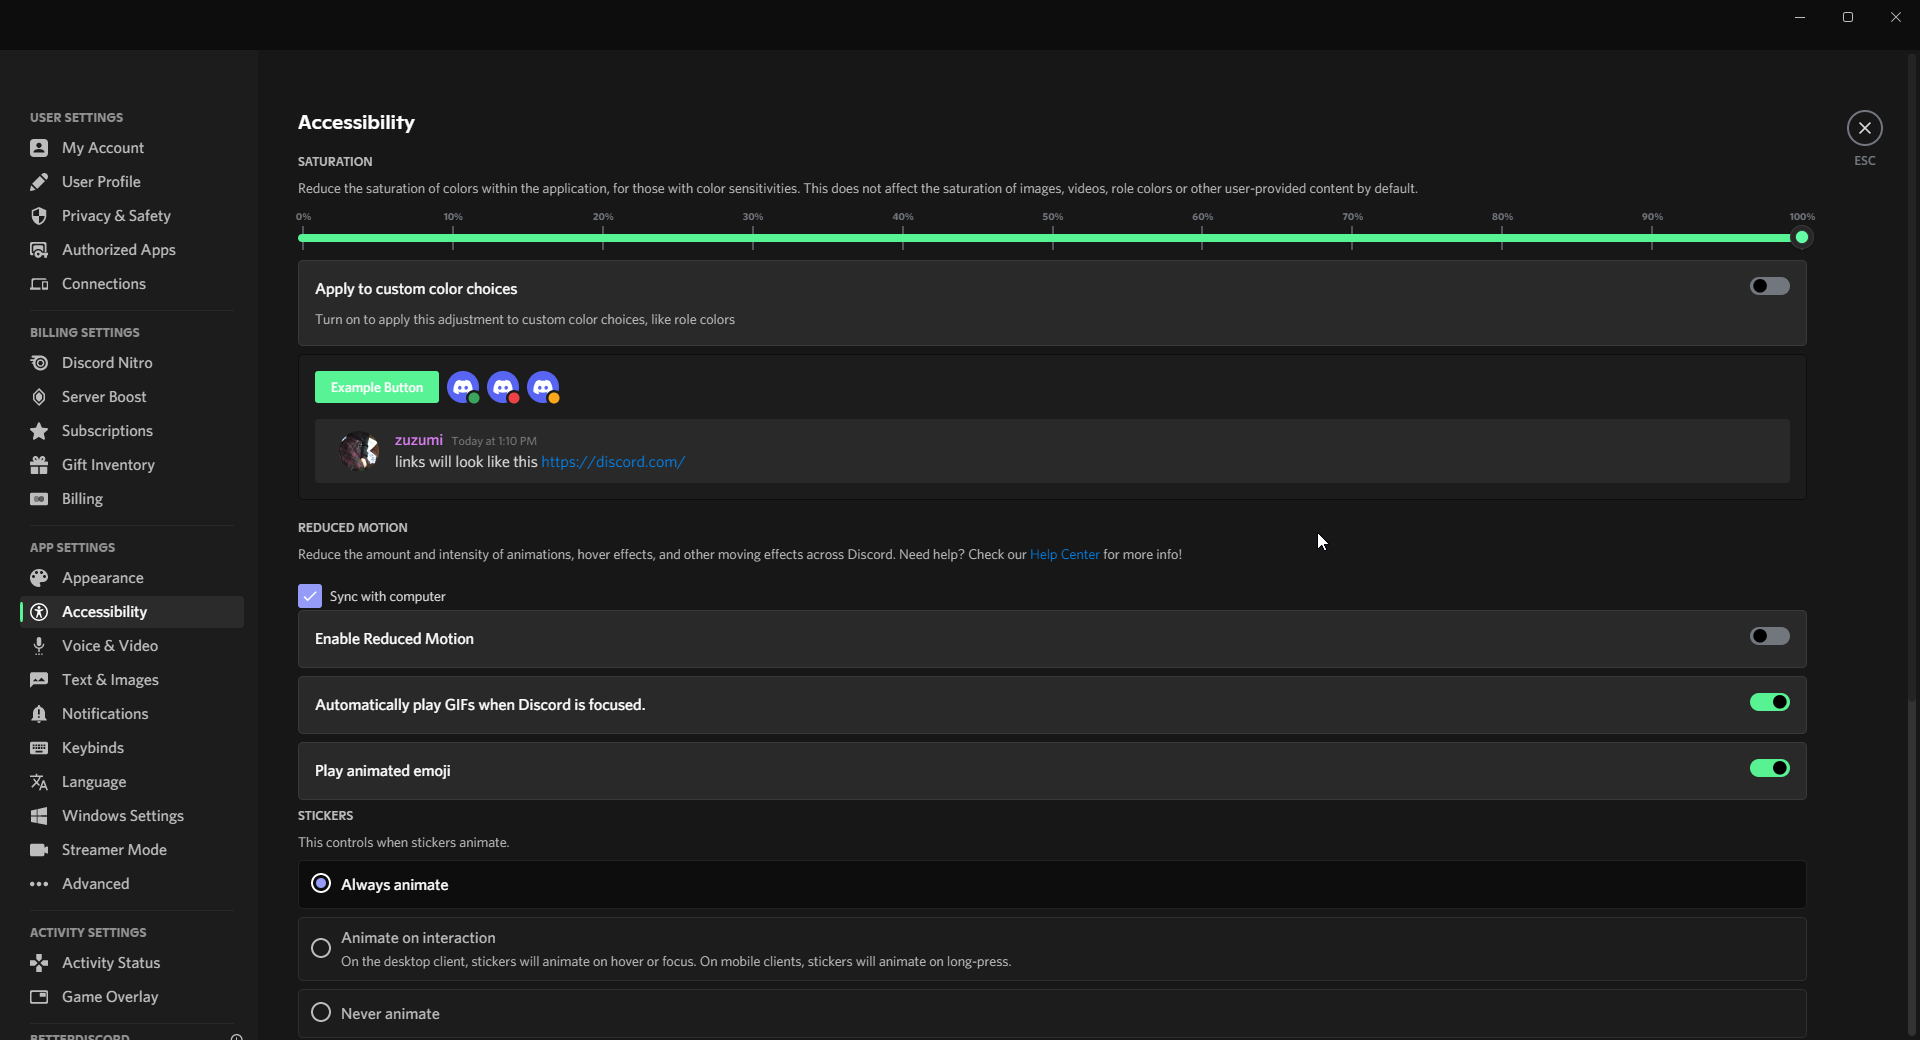 USER SETTINGS
My Account
User Profile
Privacy & Safety
Authorized Apps
Connections
BILLING SETTINGS
Discord Nitro
Server Boost
Subscriptions
Gift Inventory
Billing
APP SETTINGS
Appearance
Accessibility
Voice & Video
Text & Images
Notifications
Keybinds
Language
Windows Settings
Streamer Mode
Advanced
ACTIVITY SETTINGS
Activity Status
Game Overlay
BETTERDISCORD
Accessibility
ESC
SATURATION
Reduce the saturation of colors within the application, for those with color sensitivities. This does not affect the saturation of images, videos, role colors or other user-provided content by default.
0% 10% 20% 30% 40% 50% 60% 70% 80% 90% 100%
Apply to custom color choices
Turn on to apply this adjustment to custom color choices, like role colors
Example Button
zuzumi Today at 1:10 PM
links will look like this https://discord.com/
REDUCED MOTION
Reduce the amount and intensity of animations, hover effects, and other moving effects across Discord. Need help? Check our Help Center for more info!
Sync with computer
Enable Reduced Motion
Automatically play GIFs when Discord is focused.
Play animated emoji
STICKERS
This controls when stickers animate.
Always animate
Animate on interaction
On the desktop client, stickers will animate on hover or focus. On mobile clients, stickers will animate on long-press.
Never animate